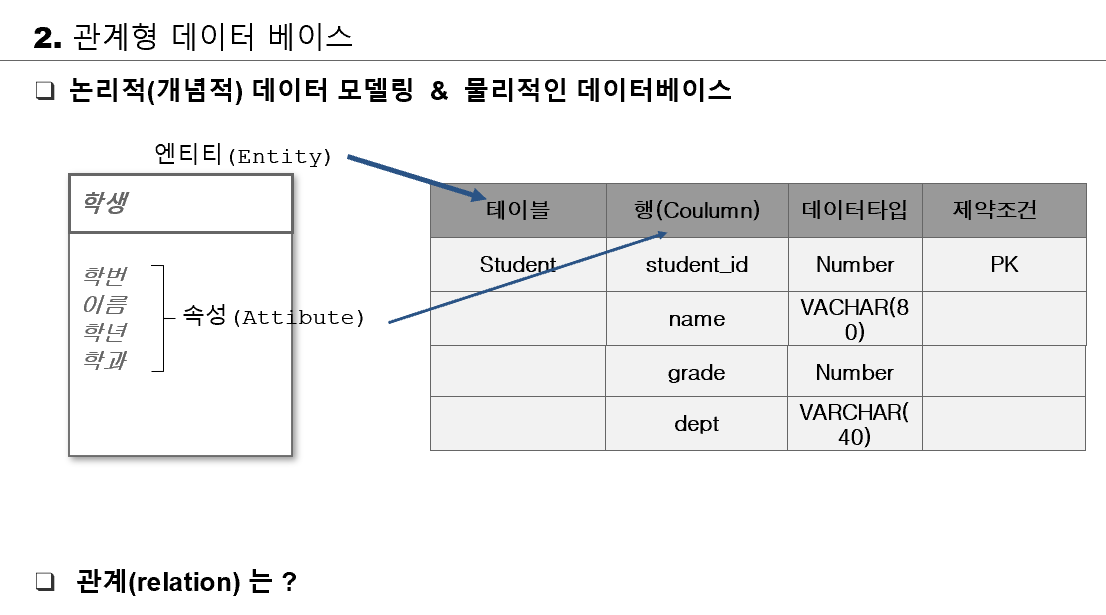 2. 관계형 데이터 베이스
❑ 논리적(개념적) 데이터 모델링 & 물리적인 데이터베이스
엔티티(Entity)
학생
학번
이름
학년
학과
속성(Attibute)
테이블 행(Coulumn) 데이터타입 제약조건
Student student_id Number PK
name VACHAR(8
0)
grade Number
dept VARCHAR(
40)
❑ 관계(relation) 는 ?